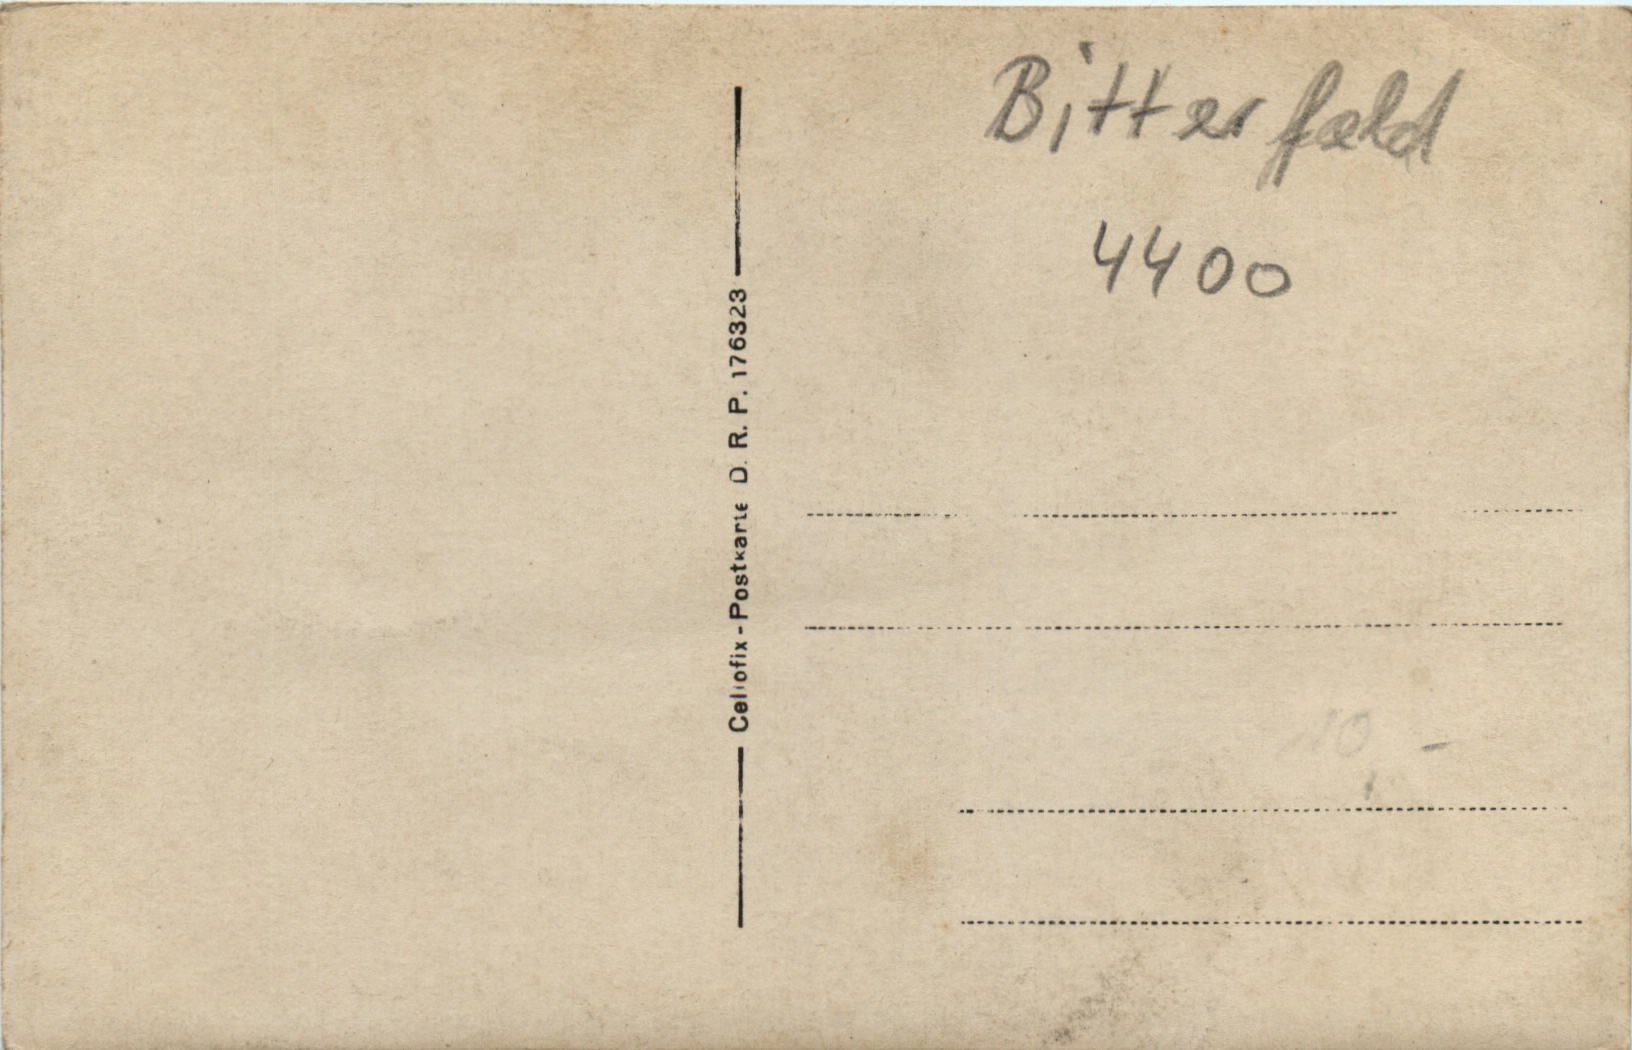 Bitterfeld
4400
Cellofix - Postkarte D. R. P. 176323
10 -